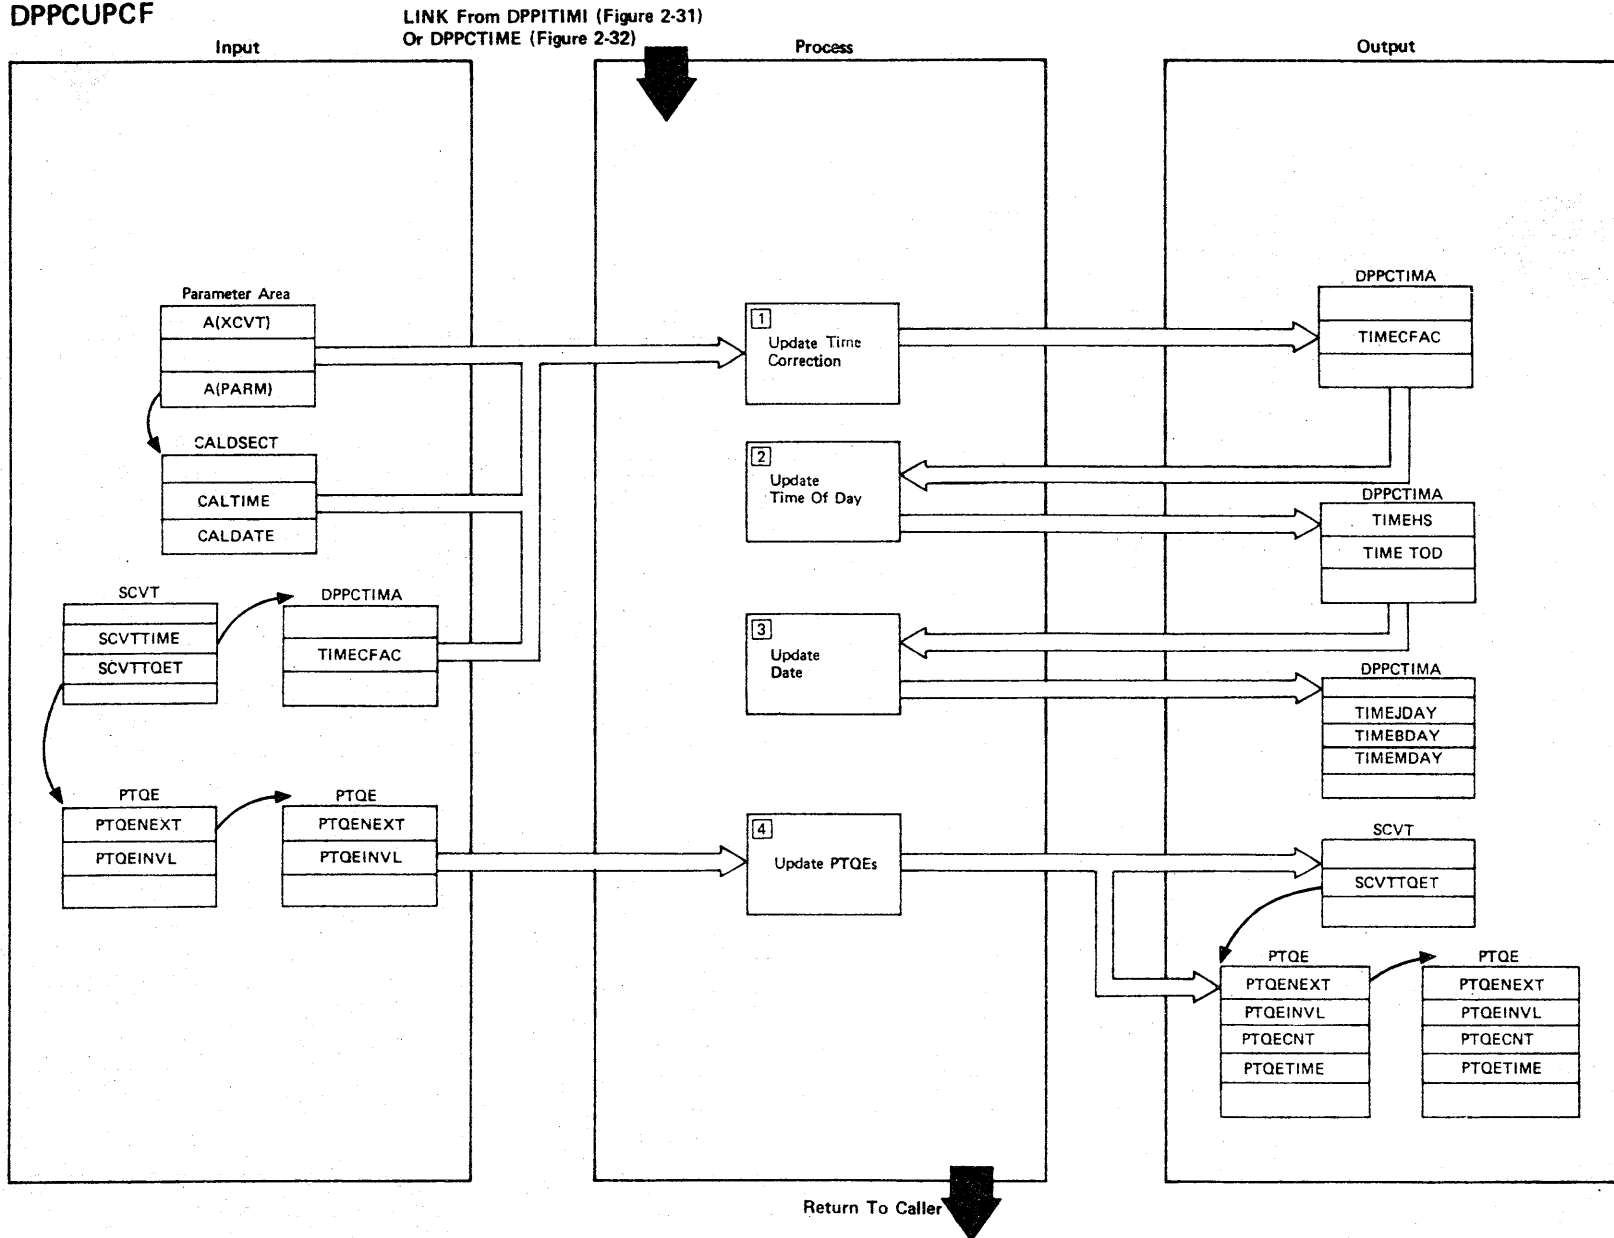 DPPCUPCF
LINK From DPPITIMI (Figure 2-31)
Or DPPCTIME (Figure 2-32)
Input
Process
Output
Parameter Area
A(XCVT)
A(PARM)
CALDSECT
CALTIME
CALDATE
SCVT
SCVTTIME
SCVTTQET
DPPCTIMA
TIMECFAC
PTQE
PTQENEXT
PTQEINVL
PTQE
PTQENEXT
PTQEINVL
1
Update Time
Correction
2
Update
Time Of Day
3
Update
Date
4
Update PTQEs
DPPCTIMA
TIMECFAC
DPPCTIMA
TIMEHS
TIME TOD
DPPCTIMA
TIMEJDAY
TIMEBDAY
TIMEMDAY
SCVT
SCVTTQET
PTQE
PTQENEXT
PTQEINVL
PTQECNT
PTQETIME
PTQE
PTQENEXT
PTQEINVL
PTQECNT
PTQETIME
Return To Caller